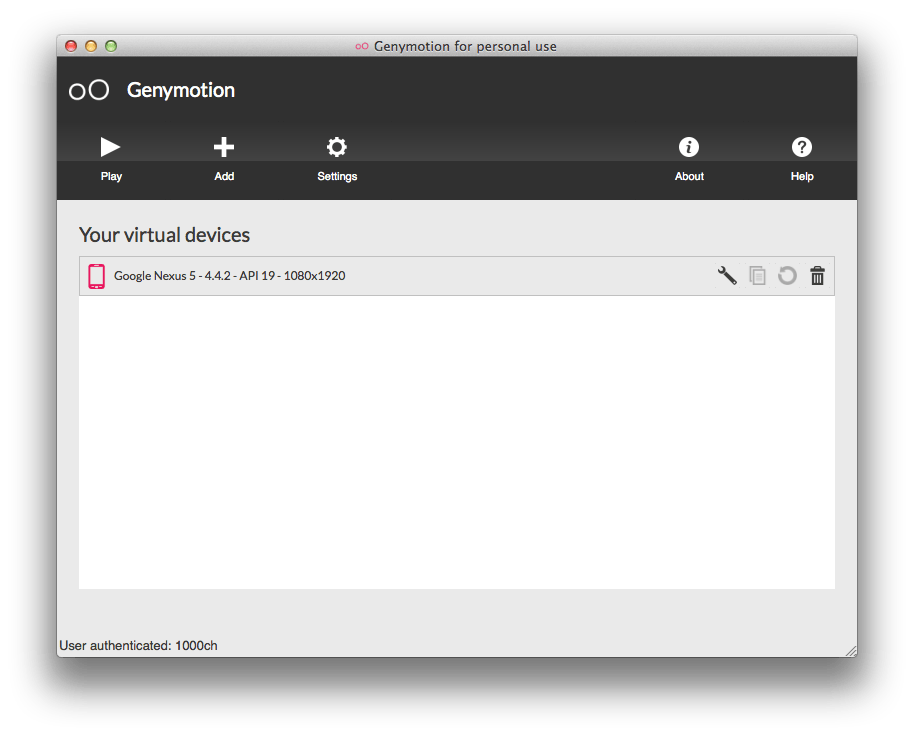 Genymotion for personal use
Genymotion
Play Add Settings About Help
Your virtual devices
Google Nexus 5 - 4.4.2 - API 19 - 1080x1920
User authenticated: 1000ch